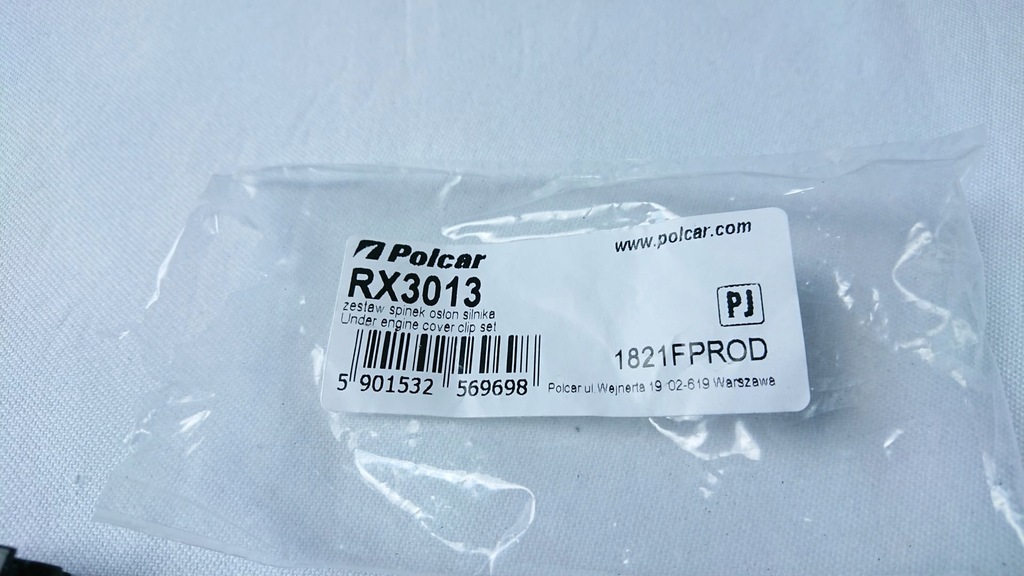 Polcar
www.polcar.com
RX3013
zestaw spinek osłon silnika
Under engine cover clip set
PJ
1821FPROD
5 901532 569698
Polcar ul. Wejnerta 19 02-619 Warszawa